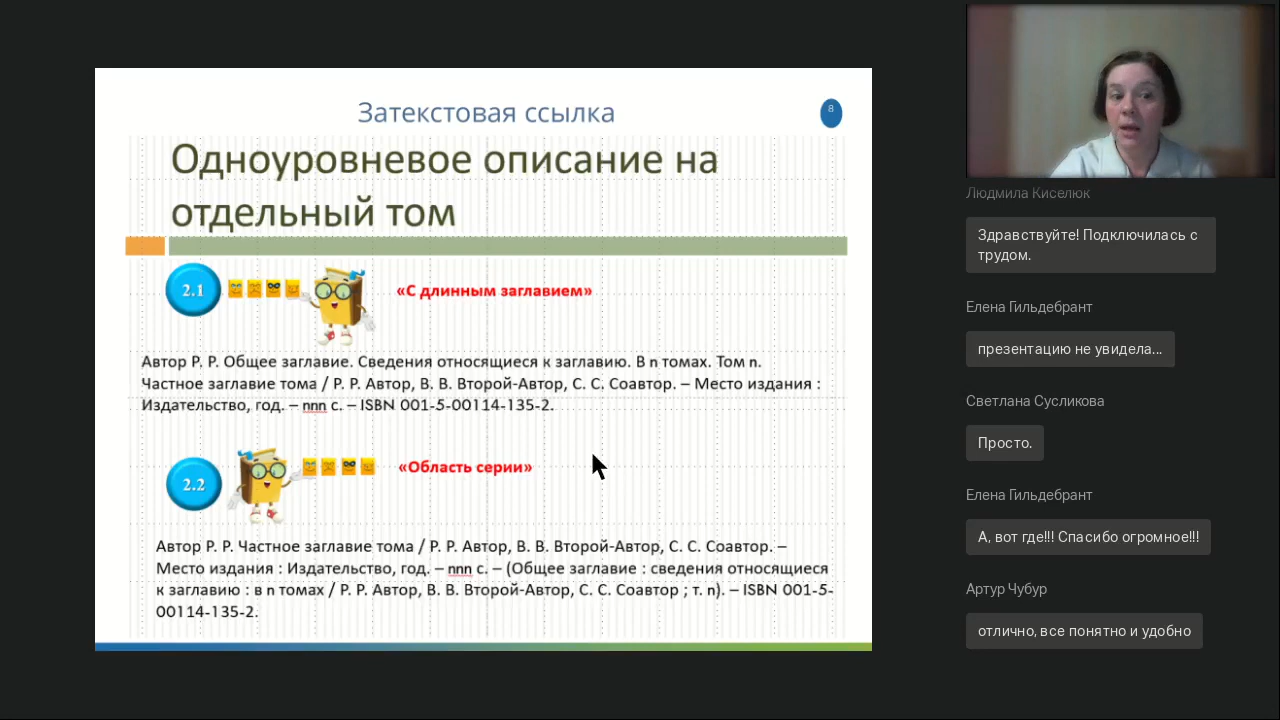 Затекстовая ссылка
8
Одноуровневое описание на
отдельный том
2.1
«С длинным заглавием»
Автор Р. Р. Общее заглавие. Сведения относящиеся к заглавию. В n томах. Том n.
Частное заглавие тома / Р. Р. Автор, В. В. Второй-Автор, С. С. Соавтор. – Место издания :
Издательство, год. – nnn с. – ISBN 001-5-00114-135-2.
2.2
«Область серии»
Автор Р. Р. Частное заглавие тома / Р. Р. Автор, В. В. Второй-Автор, С. С. Соавтор. –
Место издания : Издательство, год. – nnn с. – (Общее заглавие : сведения относящиеся
к заглавию : в n томах / Р. Р. Автор, В. В. Второй-Автор, С. С. Соавтор ; т. n). – ISBN 001-5-
00114-135-2.
Людмила Киселюк
Здравствуйте! Подключилась с
трудом.
Елена Гильдебрант
презентацию не увидела...
Светлана Сусликова
Просто.
Елена Гильдебрант
А, вот где!!! Спасибо огромное!!!
Артур Чубур
отлично, все понятно и удобно